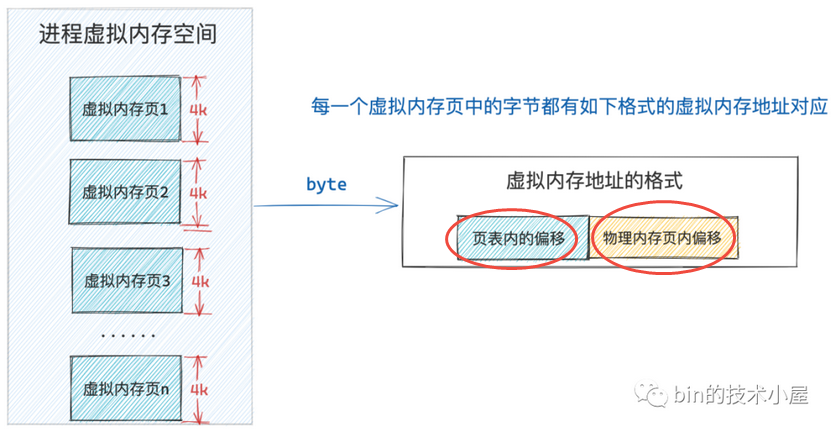 进程虚拟内存空间
虚拟内存页1
4k
虚拟内存页2
4k
虚拟内存页3
4k
······
虚拟内存页n
4k
byte
每一个虚拟内存页中的字节都有如下格式的虚拟内存地址对应
虚拟内存地址的格式
页表内的偏移
物理内存页内偏移
bin的技术小屋